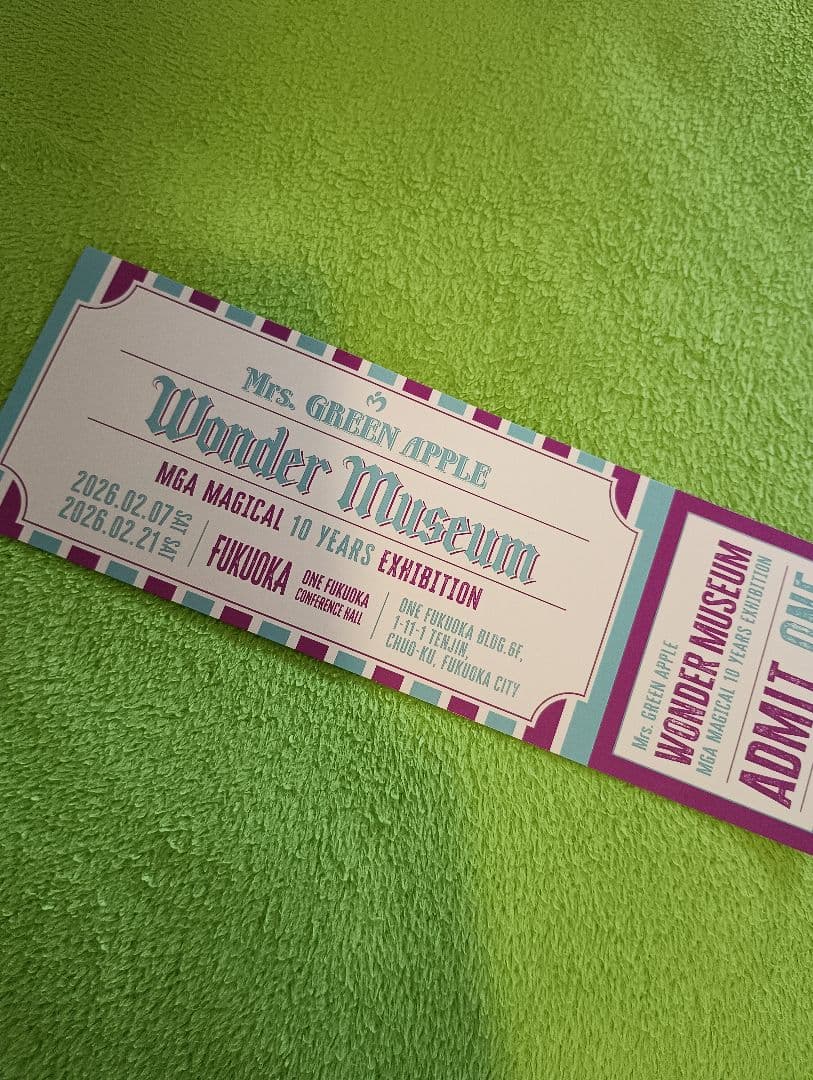 Mrs. GREEN APPLE
Wonder Museum
MGA MAGICAL 10 YEARS EXHIBITION
2026.02.07 SAT
2026.02.21 SAT
FUKUOKA
ONE FUKUOKA
CONFERENCE HALL
ONE FUKUOKA BLDG.6F,
1-11-1 TENJIN,
CHUO-KU, FUKUOKA CITY
Mrs. GREEN APPLE
WONDER MUSEUM
MGA MAGICAL 10 YEARS EXHIBITION
ADMIT ONE